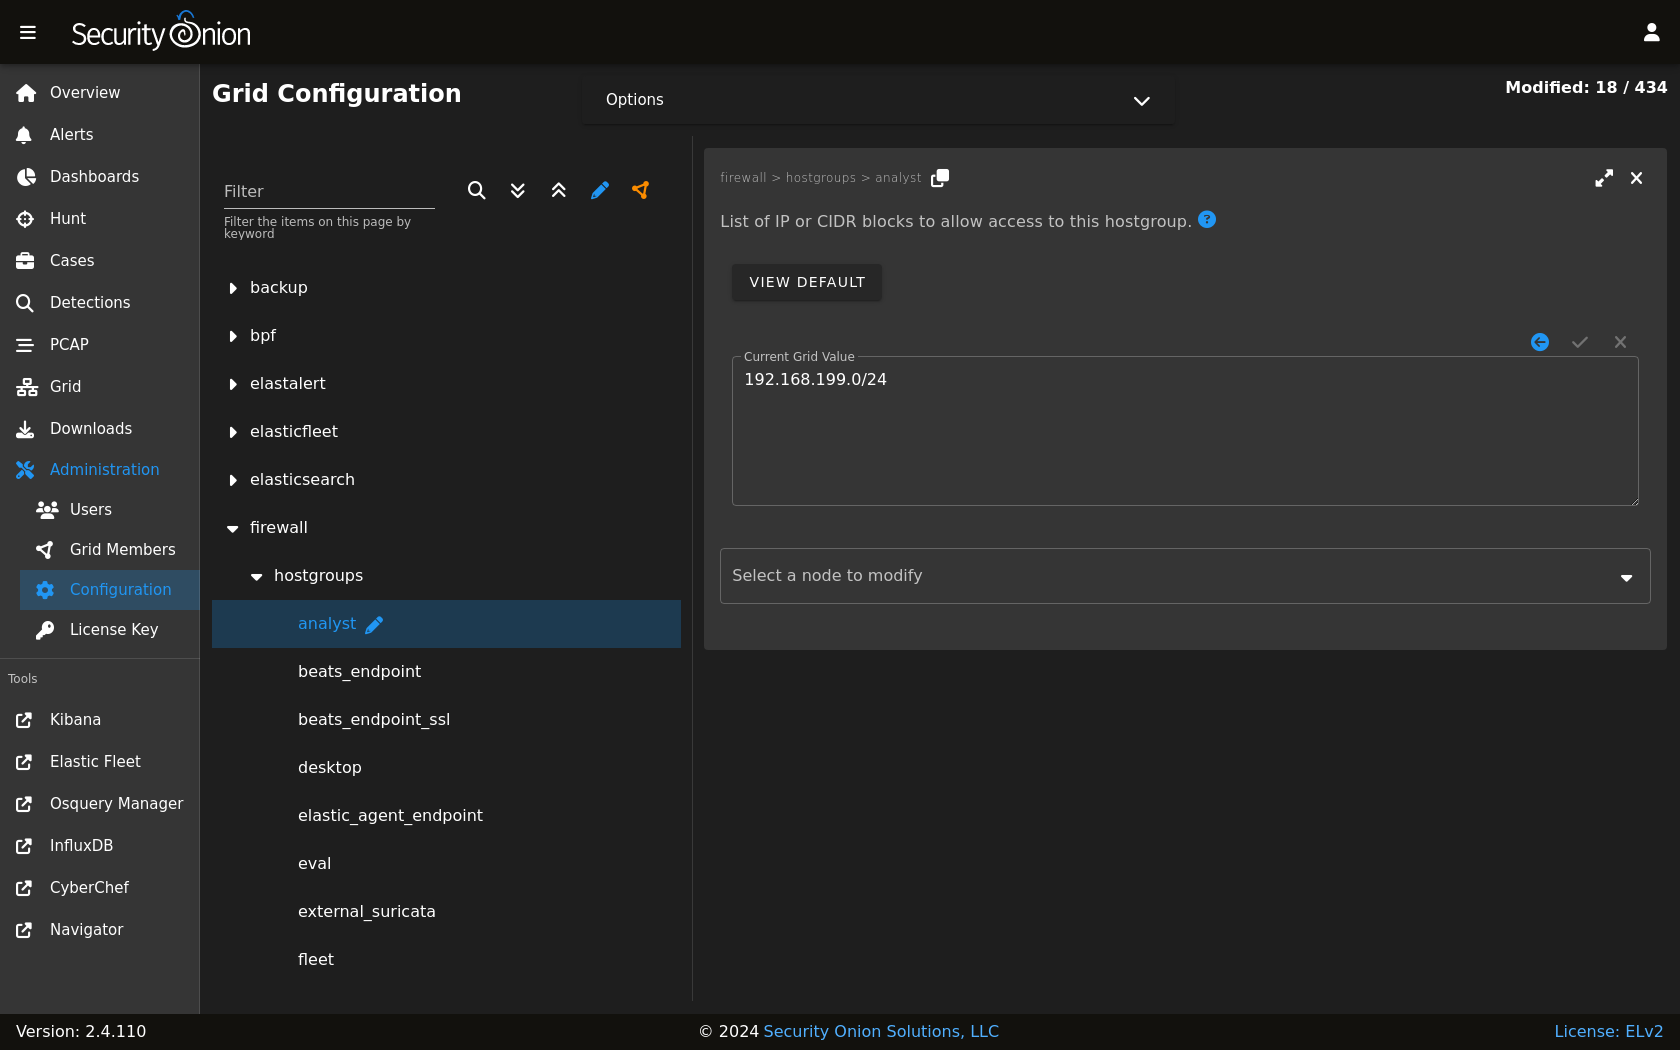 Security Onion
Overview
Alerts
Dashboards
Hunt
Cases
Detections
PCAP
Grid
Downloads
Administration
Users
Grid Members
Configuration
License Key
Tools
Kibana
Elastic Fleet
Osquery Manager
InfluxDB
CyberChef
Navigator
Grid Configuration
Options
Modified: 18 / 434
Filter
Filter the items on this page by
keyword
backup
bpf
elastalert
elasticfleet
elasticsearch
firewall
hostgroups
analyst
beats_endpoint
beats_endpoint_ssl
desktop
elastic_agent_endpoint
eval
external_suricata
fleet
firewall > hostgroups > analyst
List of IP or CIDR blocks to allow access to this hostgroup.
VIEW DEFAULT
Current Grid Value
192.168.199.0/24
Select a node to modify
Version: 2.4.110
© 2024 Security Onion Solutions, LLC
License: ELv2